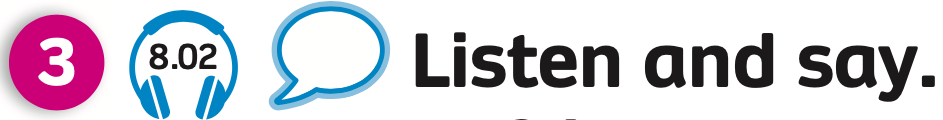 3 8.02 Listen and say.